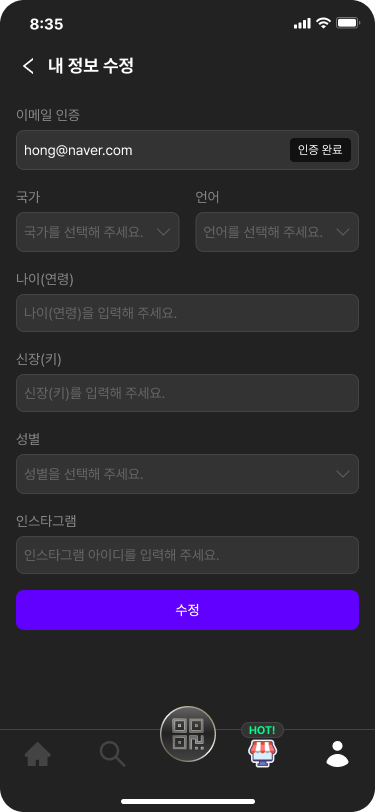 8:35
내 정보 수정
이메일 인증
hong@naver.com 인증 완료
국가 언어
국가를 선택해 주세요. 언어를 선택해 주세요.
나이(연령)
나이(연령)을 입력해 주세요.
신장(키)
신장(키)를 입력해 주세요.
성별
성별을 선택해 주세요.
인스타그램
인스타그램 아이디를 입력해 주세요.
수정
HOT!